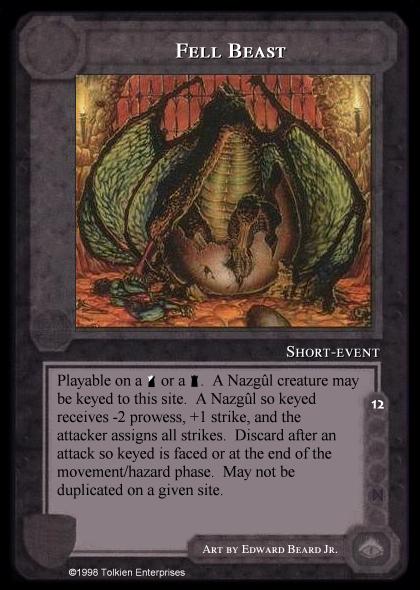 Fell Beast
Short-event
Playable on a or a . A Nazgûl creature may
be keyed to this site. A Nazgûl so keyed
receives -2 prowess, +1 strike, and the
attacker assigns all strikes. Discard after an
attack so keyed is faced or at the end of the
movement/hazard phase. May not be
duplicated on a given site.
12
Art by Edward Beard Jr.
©1998 Tolkien Enterprises